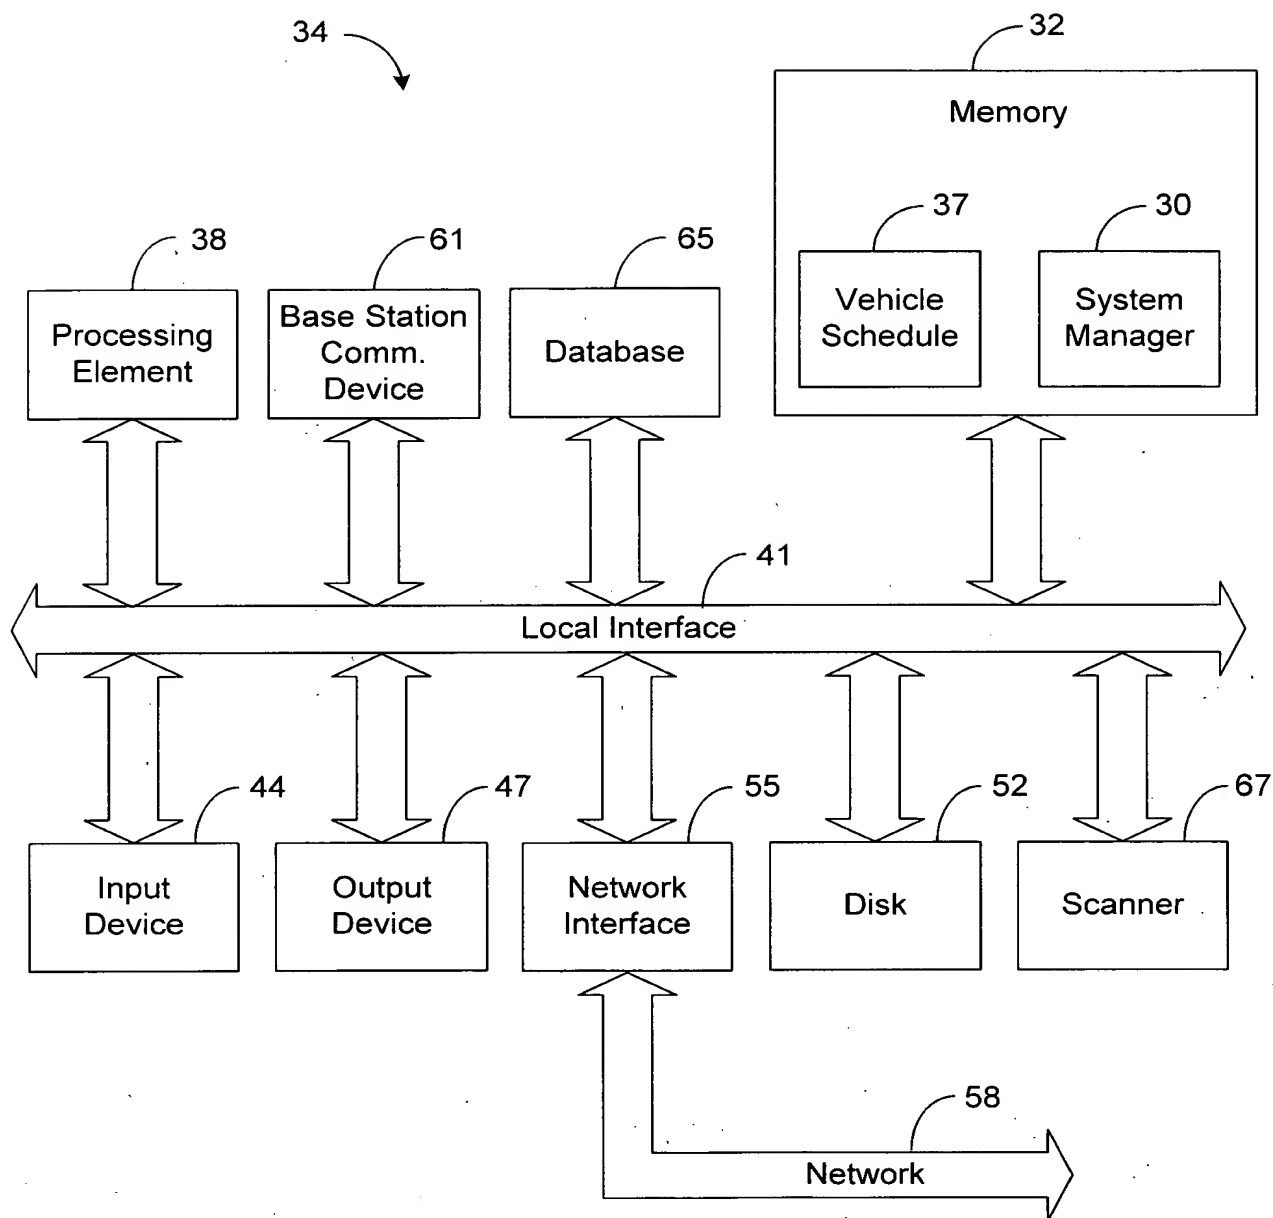 34
32
Memory
37
30
Vehicle
Schedule
System
Manager
38
61
65
Processing
Element
Base Station
Comm.
Device
Database
41
Local Interface
44
47
55
52
67
Input
Device
Output
Device
Network
Interface
Disk
Scanner
58
Network